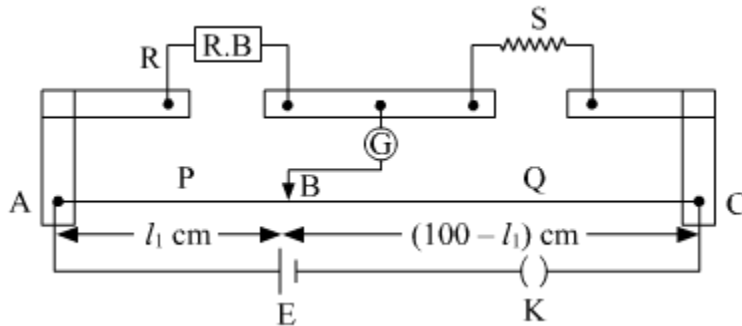 S
R R.B
G
P B Q
A C
l₁ cm (100 – l₁) cm
E K